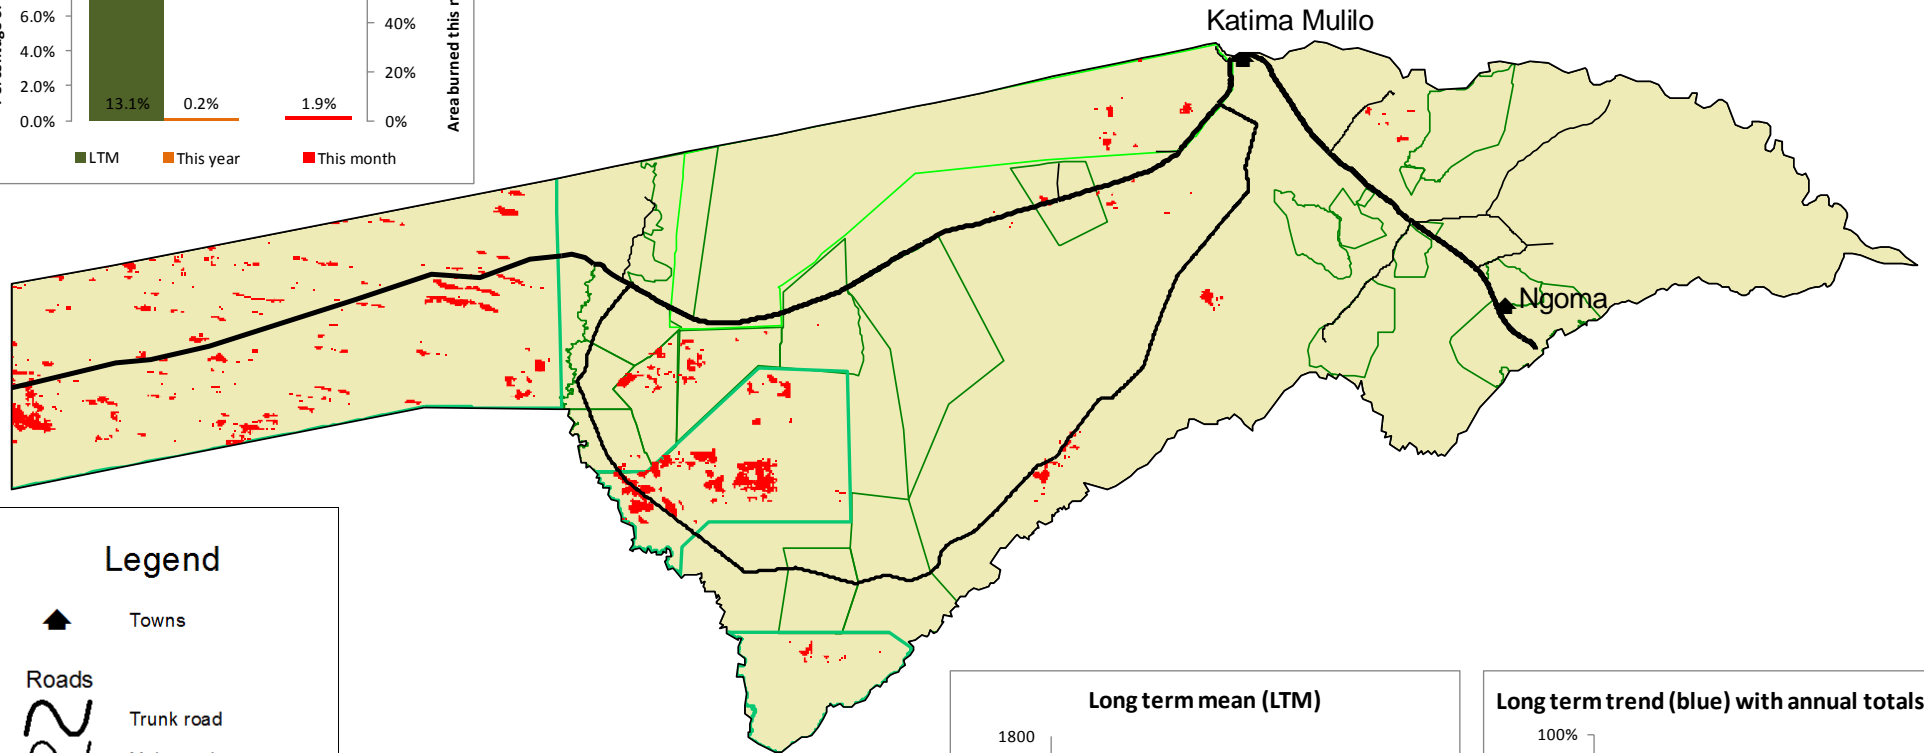 6.0%
4.0%
2.0%
0.0%
13.1%
0.2%
1.9%
40%
20%
0%
Area burned this
LTM
This year
This month
Katima Mulilo
Ngoma
Legend
Towns
Roads
Trunk road
Long term mean (LTM)
1800
Long term trend (blue) with annual totals
100%